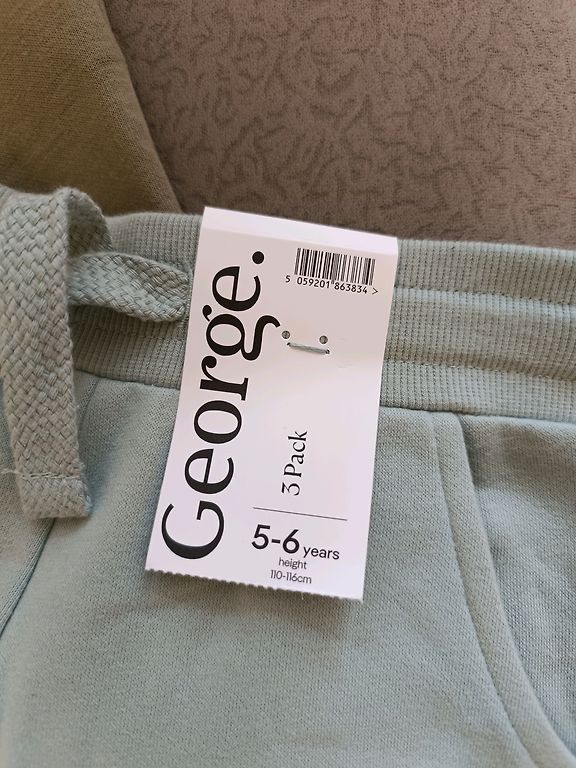 George.
5 059201 863834 >
3 Pack
5-6 years
height
110-116cm